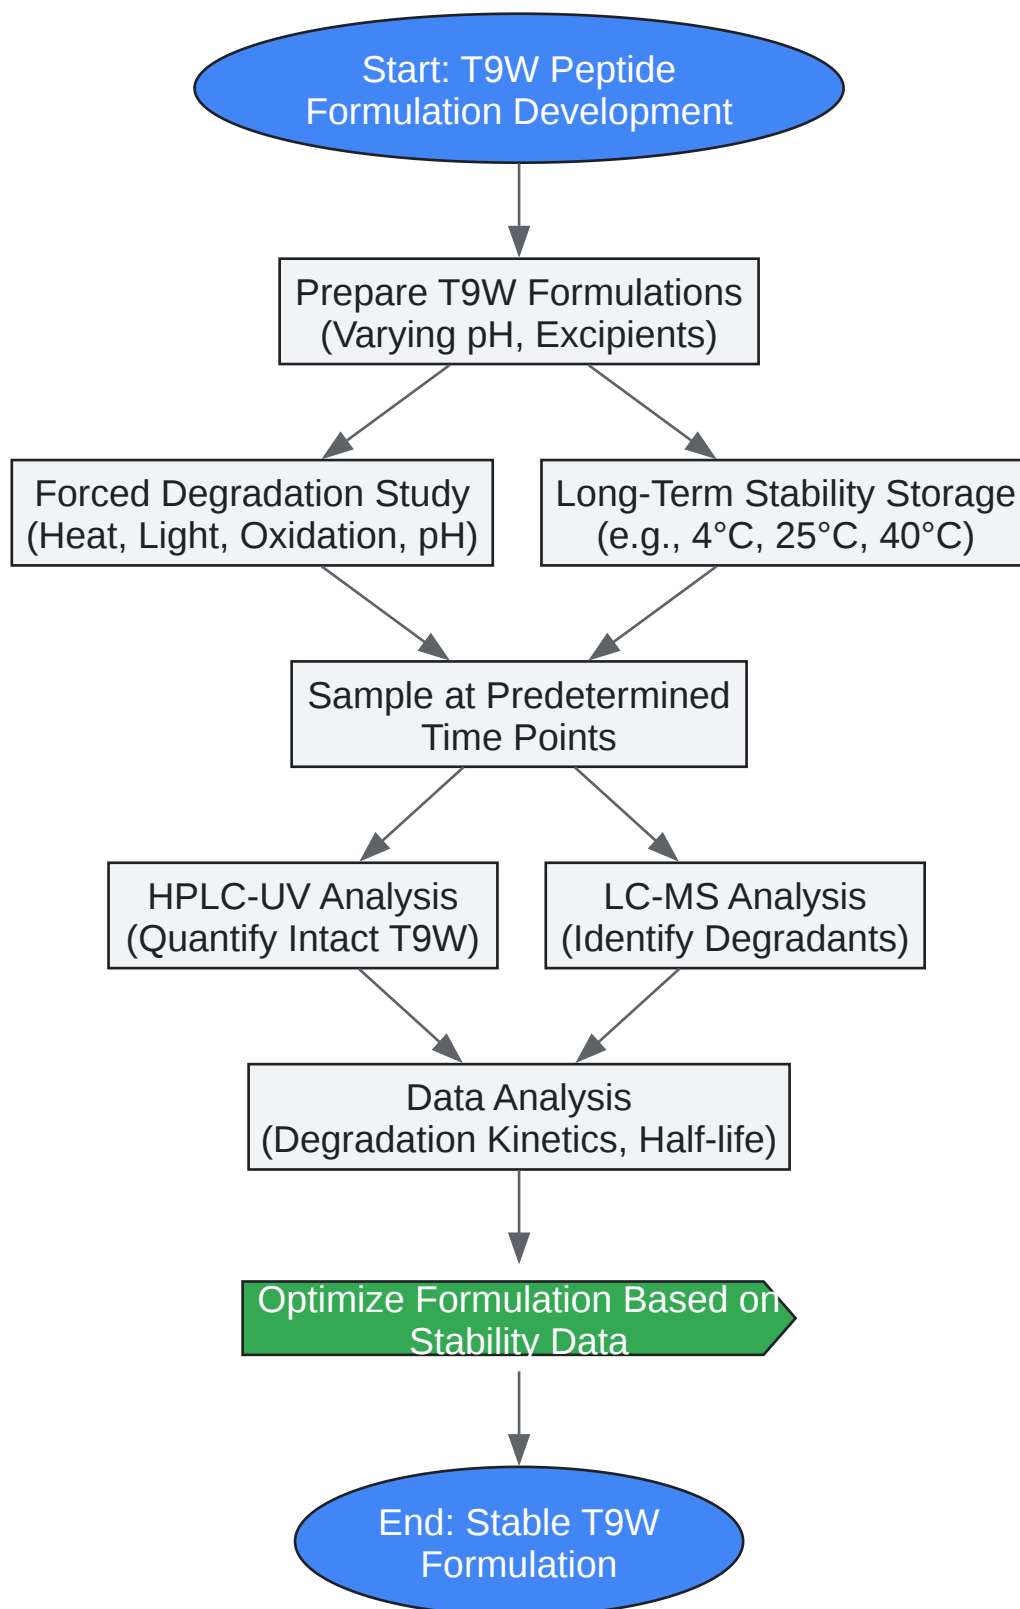 Start: T9W Peptide
Formulation Development
Prepare T9W Formulations
(Varying pH, Excipients)
Forced Degradation Study
(Heat, Light, Oxidation, pH)
Long-Term Stability Storage
(e.g., 4°C, 25°C, 40°C)
Sample at Predetermined
Time Points
HPLC-UV Analysis
(Quantify Intact T9W)
LC-MS Analysis
(Identify Degradants)
Data Analysis
(Degradation Kinetics, Half-life)
Optimize Formulation Based on
Stability Data
End: Stable T9W
Formulation